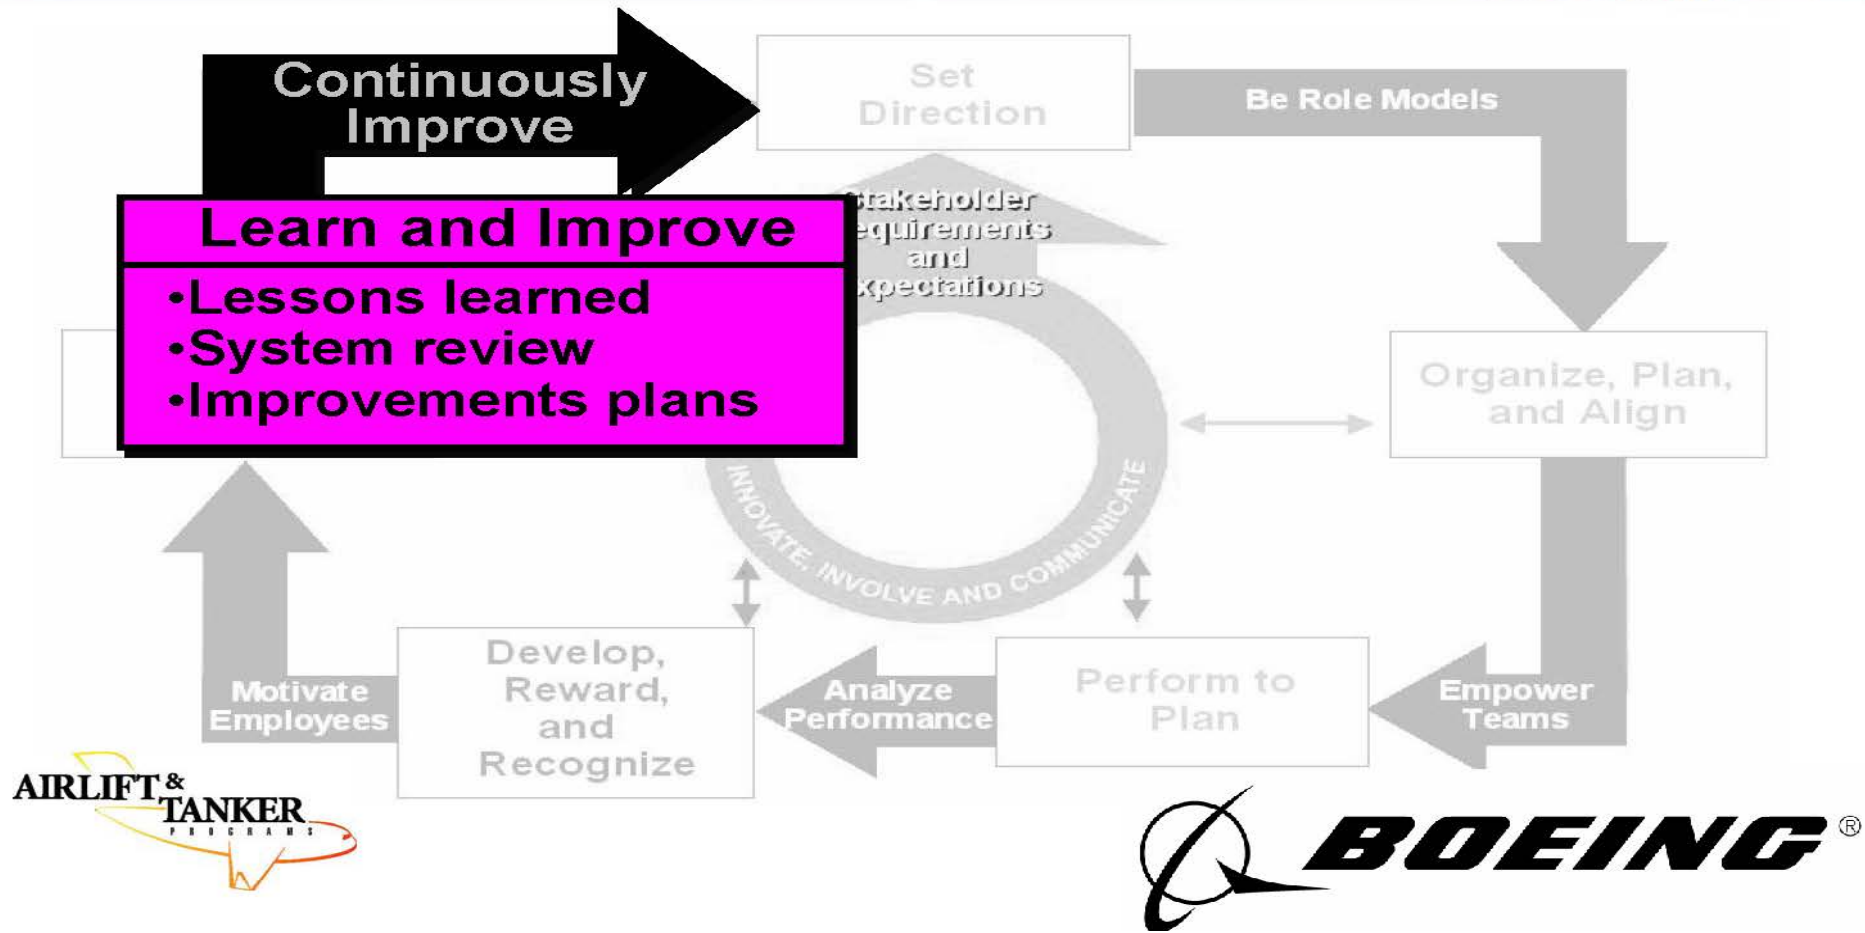 Continuously
Improve
Set
Direction
Be Role Models
Learn and Improve
•Lessons learned
•System review
•Improvements plans
and
Organize, Plan,
and Align
INNOVATE, INVOLVE AND COMMUNICATE
Develop,
Reward,
and
Recognize
Motivate
Employees
Analyze
Performance
Perform to
Plan
Empower
Teams
AIRLIFT &
TANKER
PROGRAMS
BOEING®